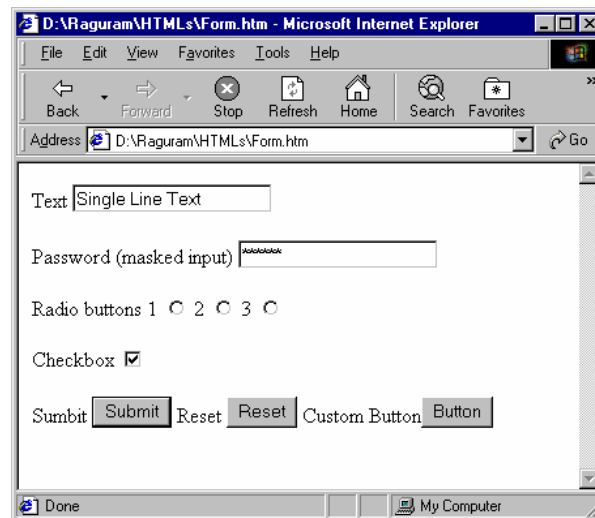 D:\Raguram\HTMLs\Form.htm - Microsoft Internet Explorer
File Edit View Favorites Tools Help
Back Forward Stop Refresh Home Search Favorites »
Address D:\Raguram\HTMLs\Form.htm Go
Text Single Line Text
Password (masked input) *******
Radio buttons 1 2 3
Checkbox
Sumbit Submit Reset Reset Custom Button Button
Done My Computer